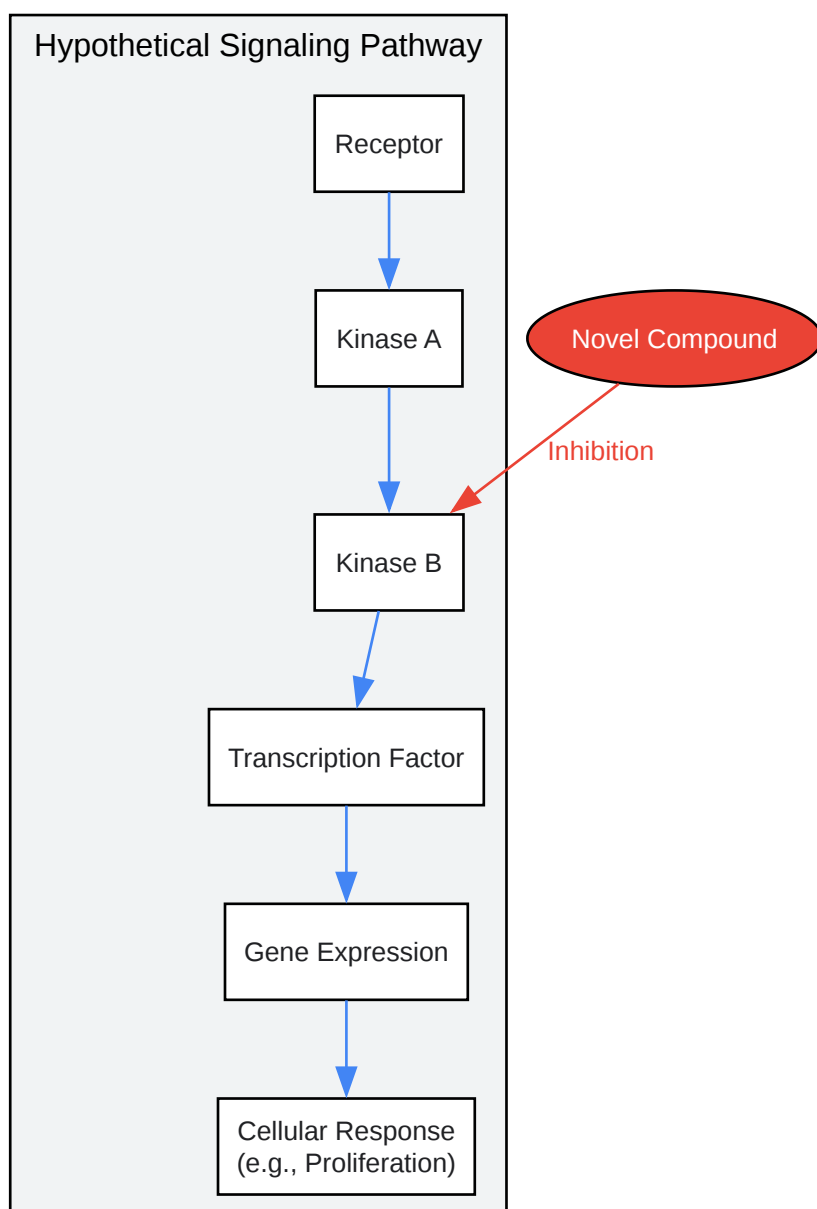 Hypothetical Signaling Pathway
Receptor
Kinase A
Novel Compound
Inhibition
Kinase B
Transcription Factor
Gene Expression
Cellular Response
(e.g., Proliferation)